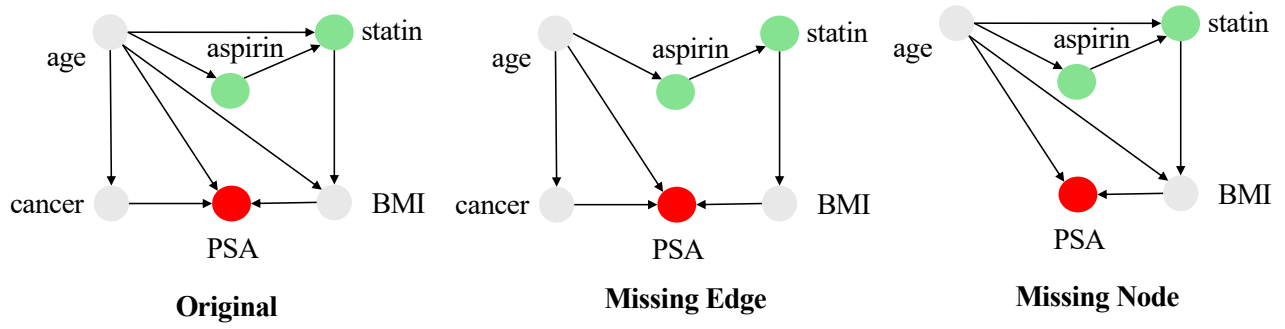 age
aspirin
statin
cancer
PSA
BMI
Original
age
aspirin
statin
cancer
PSA
BMI
Missing Edge
age
aspirin
statin
PSA
BMI
Missing Node